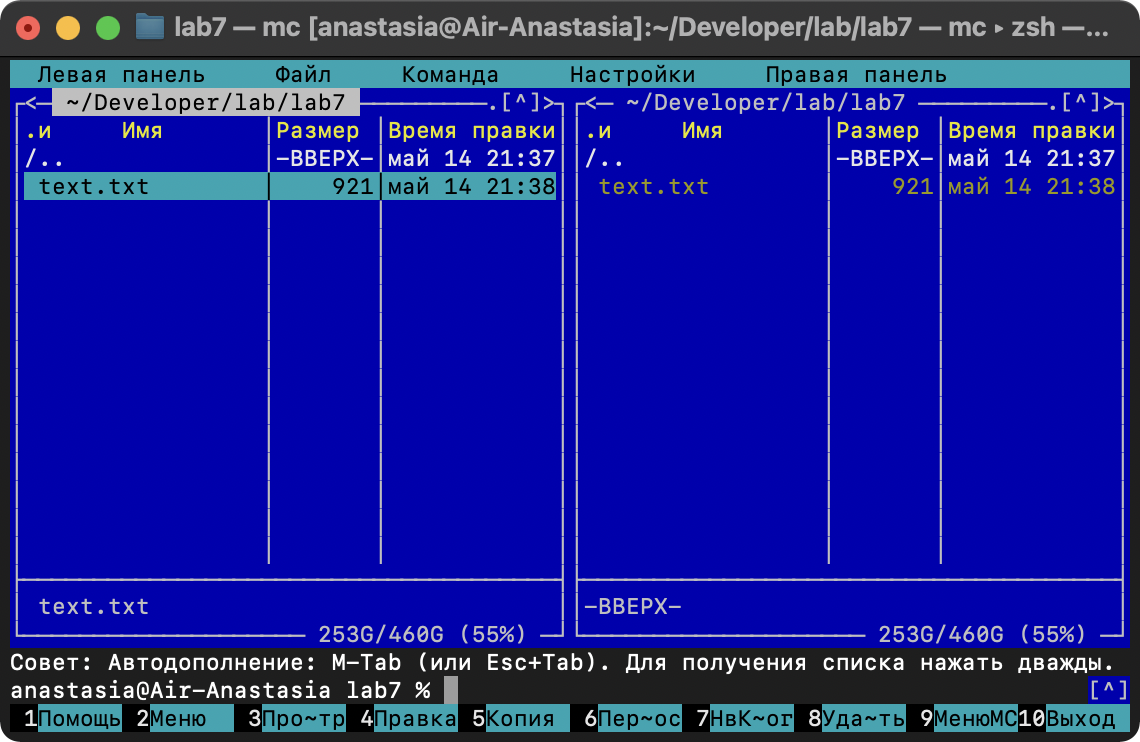 lab7 — mc [anastasia@Air-Anastasia]:~/Developer/lab/lab7 — mc ▸ zsh —...
Левая панель Файл Команда Настройки Правая панель
<— ~/Developer/lab/lab7 .[^]> <— ~/Developer/lab/lab7 .[^]>
.и Имя Размер Время правки .и Имя Размер Время правки
/.. -ВВЕРХ- май 14 21:37 /.. -ВВЕРХ- май 14 21:37
text.txt 921 май 14 21:38 text.txt 921 май 14 21:38
text.txt -ВВЕРХ-
253G/460G (55%) 253G/460G (55%)
Совет: Автодополнение: M-Tab (или Esc+Tab). Для получения списка нажать дважды.
anastasia@Air-Anastasia lab7 % [^]
1Помощь 2Меню 3Про~тр 4Правка 5Копия 6Пер~ос 7НвК~ог 8Уда~ть 9МенюMC 10Выход